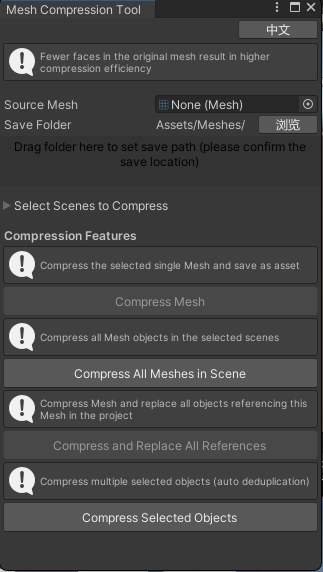 Mesh Compression Tool
中文
Fewer faces in the original mesh result in higher
compression efficiency
Source Mesh None (Mesh)
Save Folder Assets/Meshes/ 浏览
Drag folder here to set save path (please confirm the
save location)
Select Scenes to Compress
Compression Features
Compress the selected single Mesh and save as asset
Compress Mesh
Compress all Mesh objects in the selected scenes
Compress All Meshes in Scene
Compress Mesh and replace all objects referencing this
Mesh in the project
Compress and Replace All References
Compress multiple selected objects (auto deduplication)
Compress Selected Objects